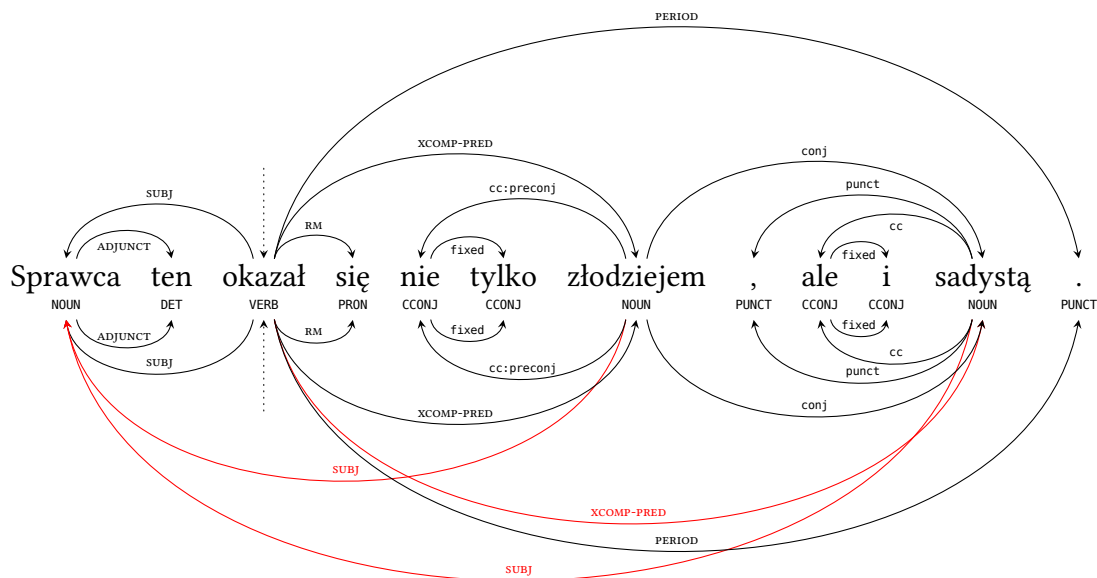 PERIOD
XCOMP-PRED conj
cc:preconj punct
SUBJ RM cc
ADJUNCT fixed fixed
Sprawca ten okazał się nie tylko złodziejem , ale i sadystą .
NOUN DET VERB PRON CCONJ CCONJ NOUN PUNCT CCONJ CCONJ NOUN PUNCT
ADJUNCT RM fixed fixed
SUBJ cc
cc:preconj punct
XCOMP-PRED conj
SUBJ
XCOMP-PRED
PERIOD
SUBJ